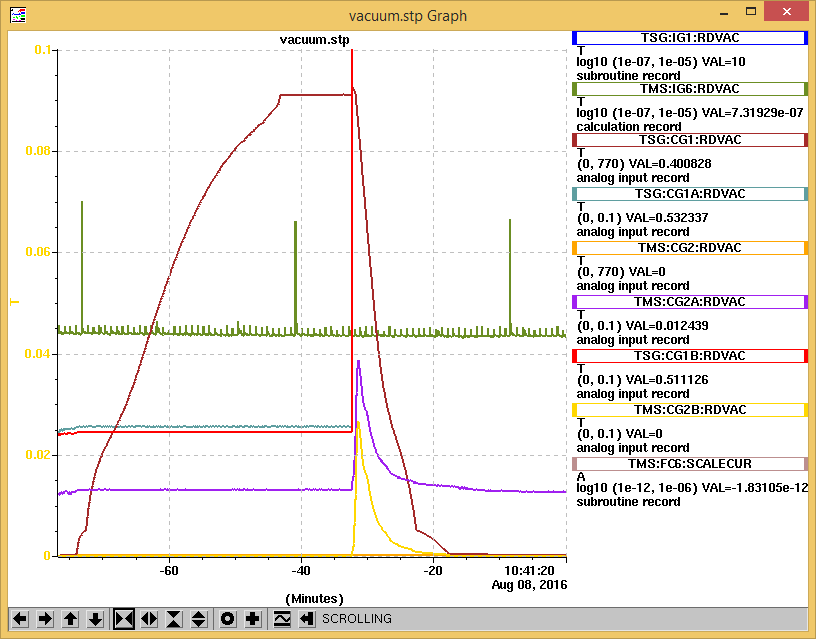 vacuum.stp Graph
vacuum.stp
0.1
0.08
0.06
T
0.04
0.02
0
-60
-40
-20
10:41:20
Aug 08, 2016
(Minutes)
TSG:IG1:RDVAC
T
log10 (1e-07, 1e-05) VAL=10
subroutine record
TMS:IG6:RDVAC
T
log10 (1e-07, 1e-05) VAL=7.31929e-07
calculation record
TSG:CG1:RDVAC
T
(0, 770) VAL=0.400828
analog input record
TSG:CG1A:RDVAC
T
(0, 0.1) VAL=0.532337
analog input record
TMS:CG2:RDVAC
T
(0, 770) VAL=0
analog input record
TMS:CG2A:RDVAC
T
(0, 0.1) VAL=0.012439
analog input record
TSG:CG1B:RDVAC
T
(0, 0.1) VAL=0.511126
analog input record
TMS:CG2B:RDVAC
T
(0, 0.1) VAL=0
analog input record
TMS:FC6:SCALECUR
A
log10 (1e-12, 1e-06) VAL=-1.83105e-12
subroutine record
SCROLLING